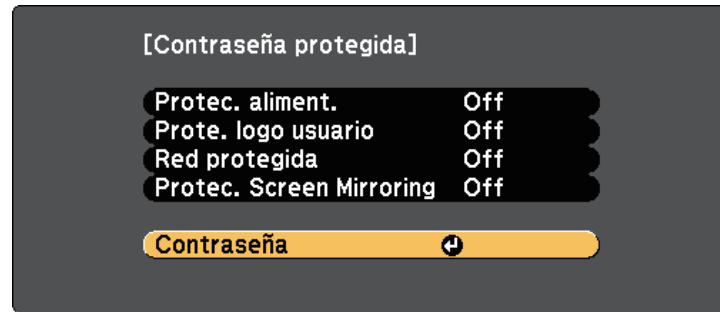 [Contraseña protegida]
Protec. aliment. Off
Prote. logo usuario Off
Red protegida Off
Protec. Screen Mirroring Off
Contraseña